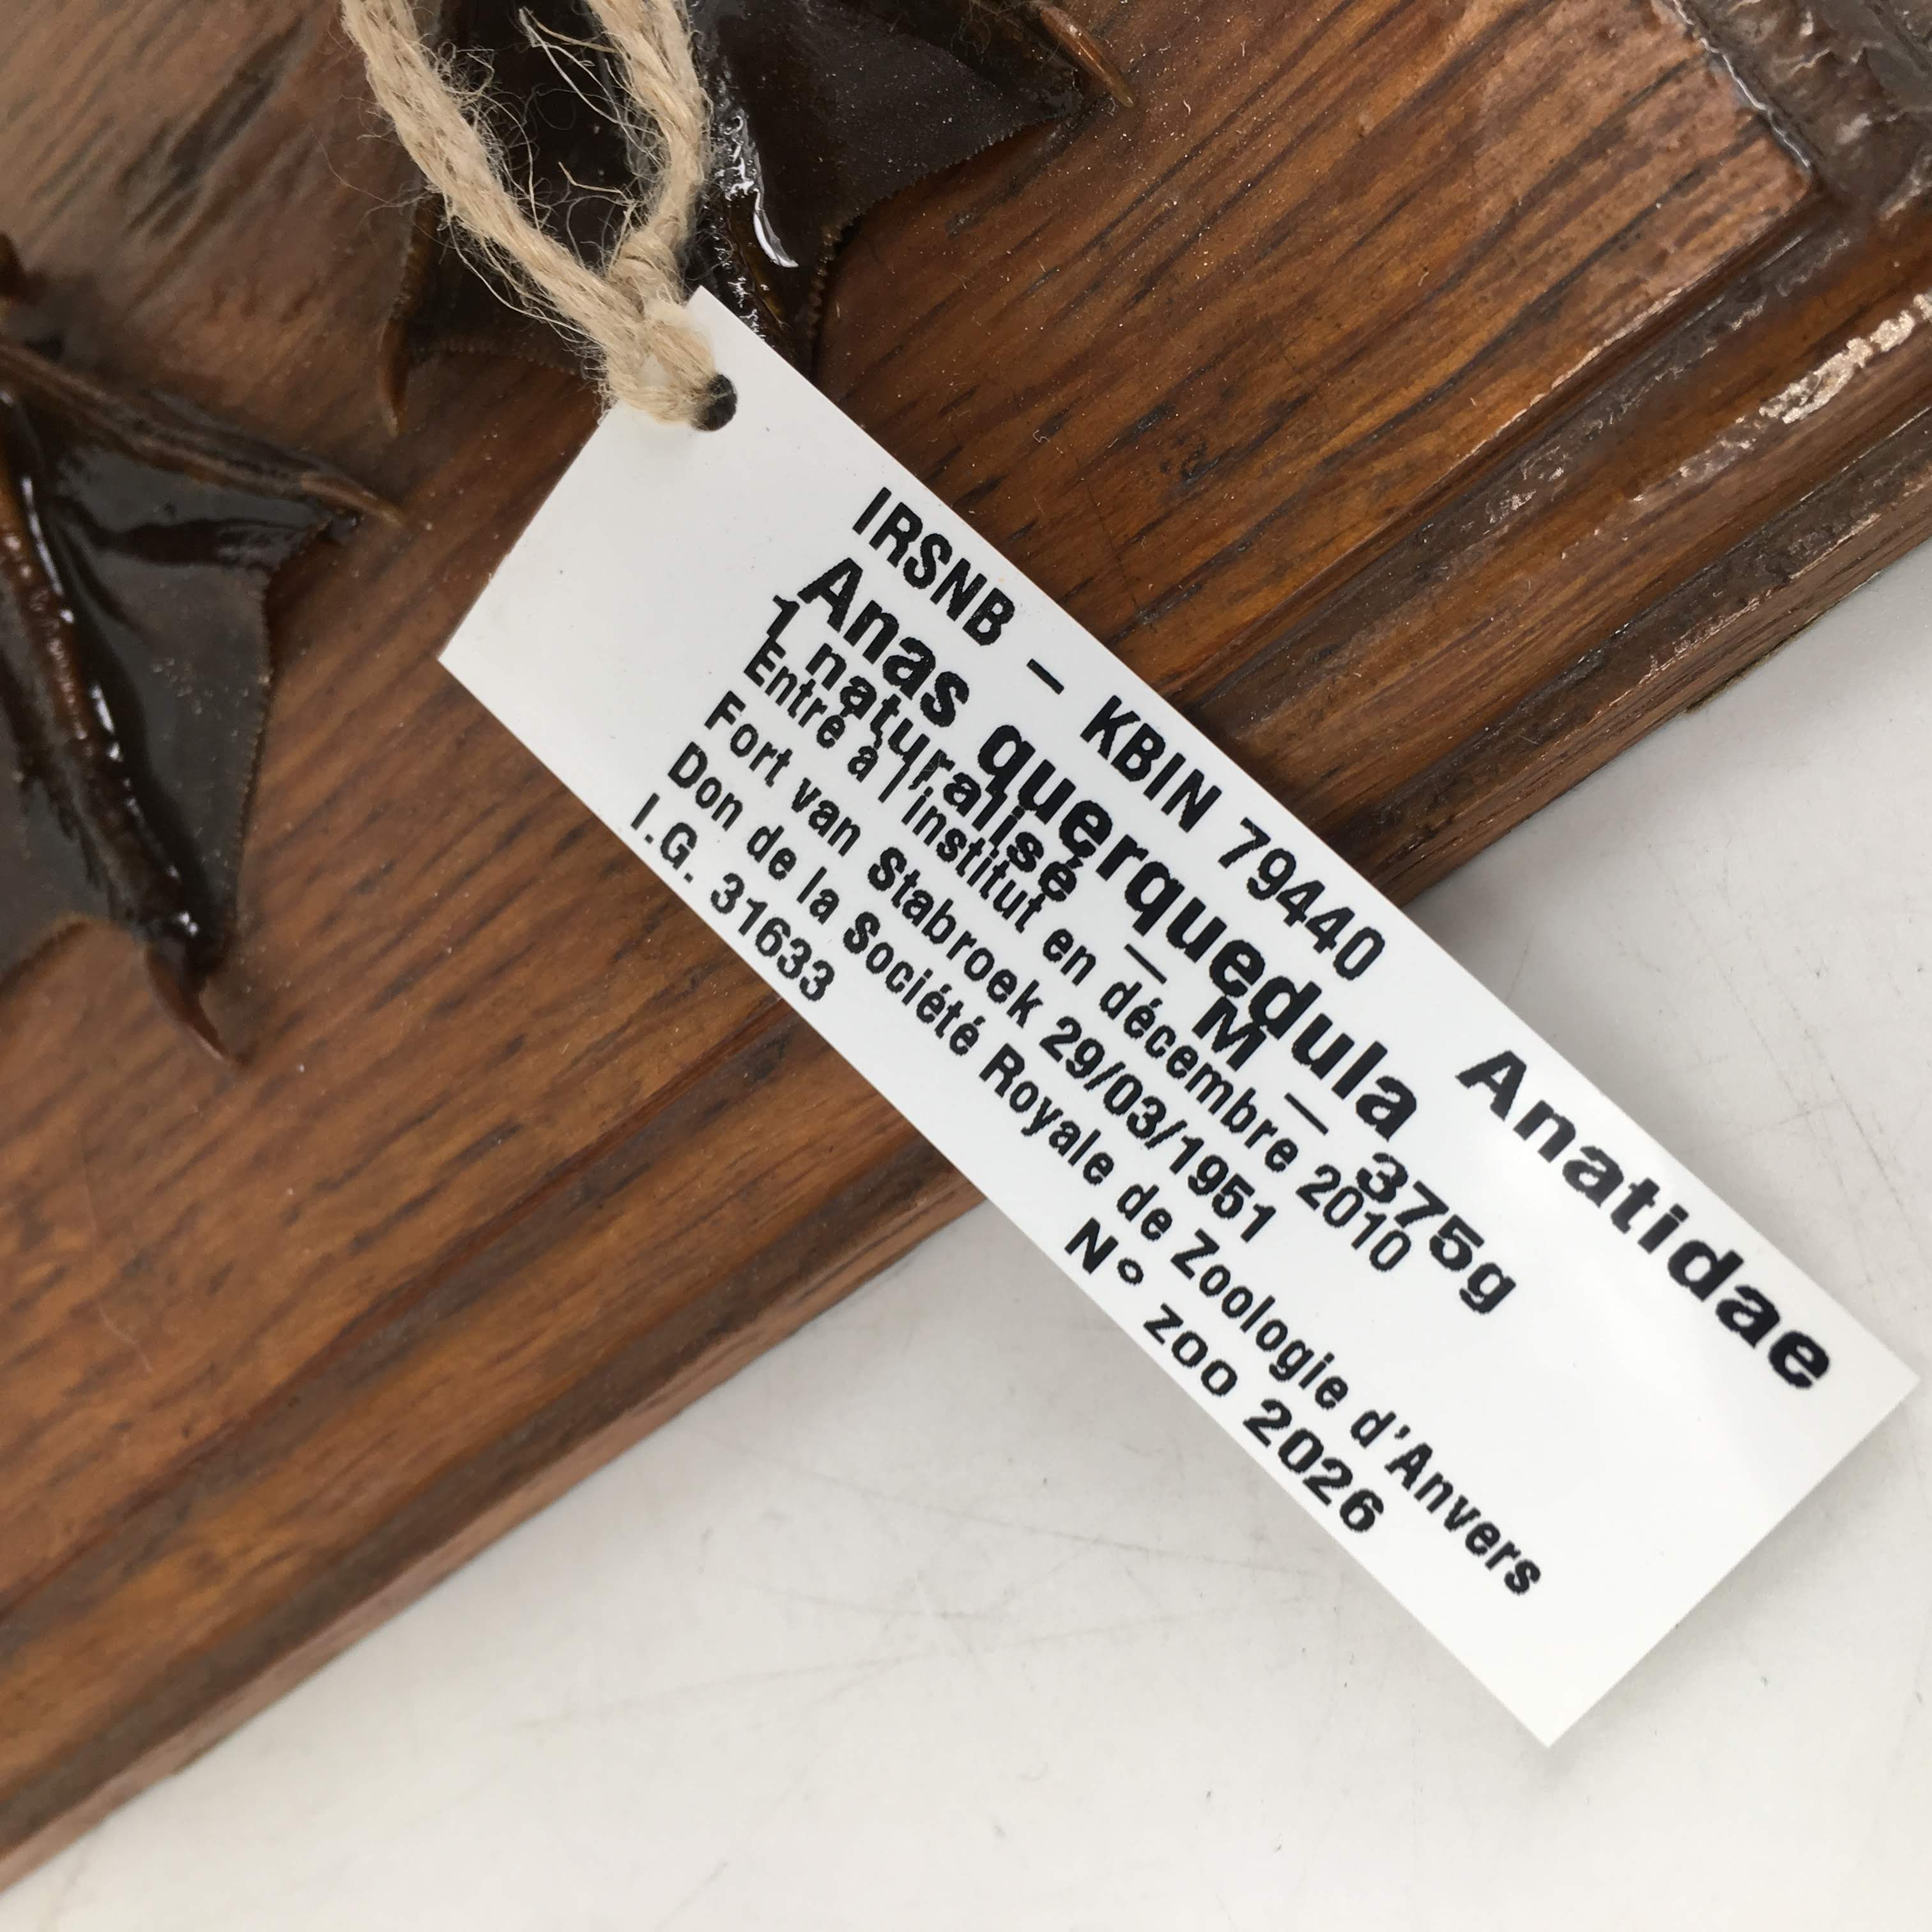 IRSNB – KBIN 79440
Anas querquedula Anatidae
1 naturalisé – M – 375g
Entré à l'institut en décembre 2010
Fort van Stabroek 29/03/1951
Don de la Société Royale de Zoologie d'Anvers
I.G. 31633 N° zoo 2026